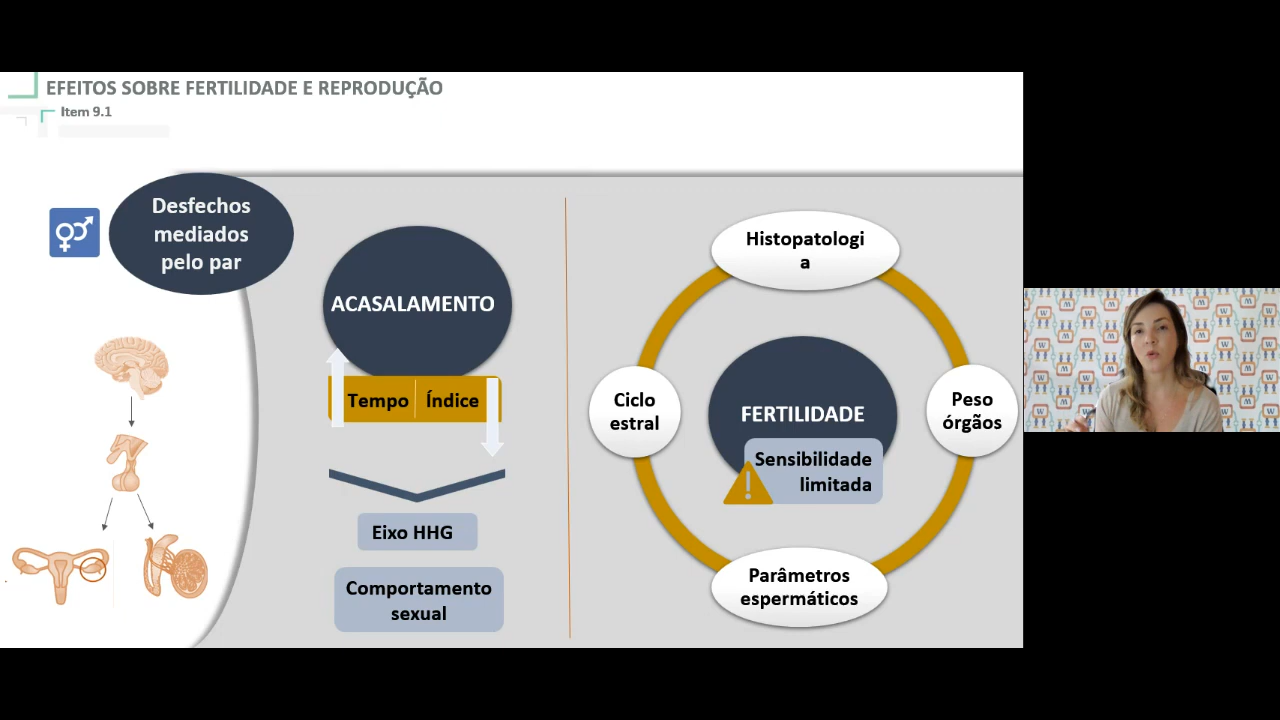 EFEITOS SOBRE FERTILIDADE E REPRODUÇÃO
Item 9.1
Desfechos
mediados
pelo par
ACASALAMENTO
Tempo
Índice
Eixo HHG
Comportamento
sexual
Histopatologi
a
Ciclo
estral
FERTILIDADE
Sensibilidade
limitada
Peso
órgãos
Parâmetros
espermáticos